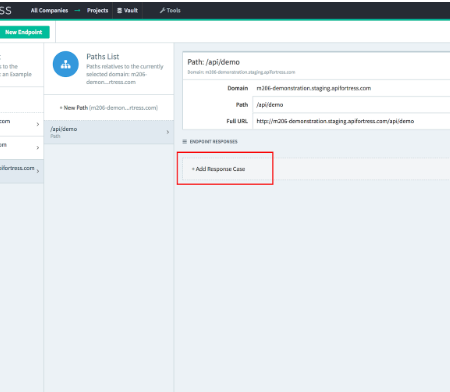 SS All Companies → Projects Vault Tools
New Endpoint
s to the
: an Example
com
om
ifortress.com
Paths List
Paths relatives to the currently
selected domain: m206-
demon...rtress.com
+ New Path (m206-demon...rtress.com)
/api/demo
Path
Path: /api/demo
Domain: m206-demonstration.staging.apifortress.com
Domain m206-demonstration.staging.apifortress.com
Path /api/demo
Full URL http://m206-demonstration.staging.apifortress.com/api/demo
ENDPOINT RESPONSES
+ Add Response Case